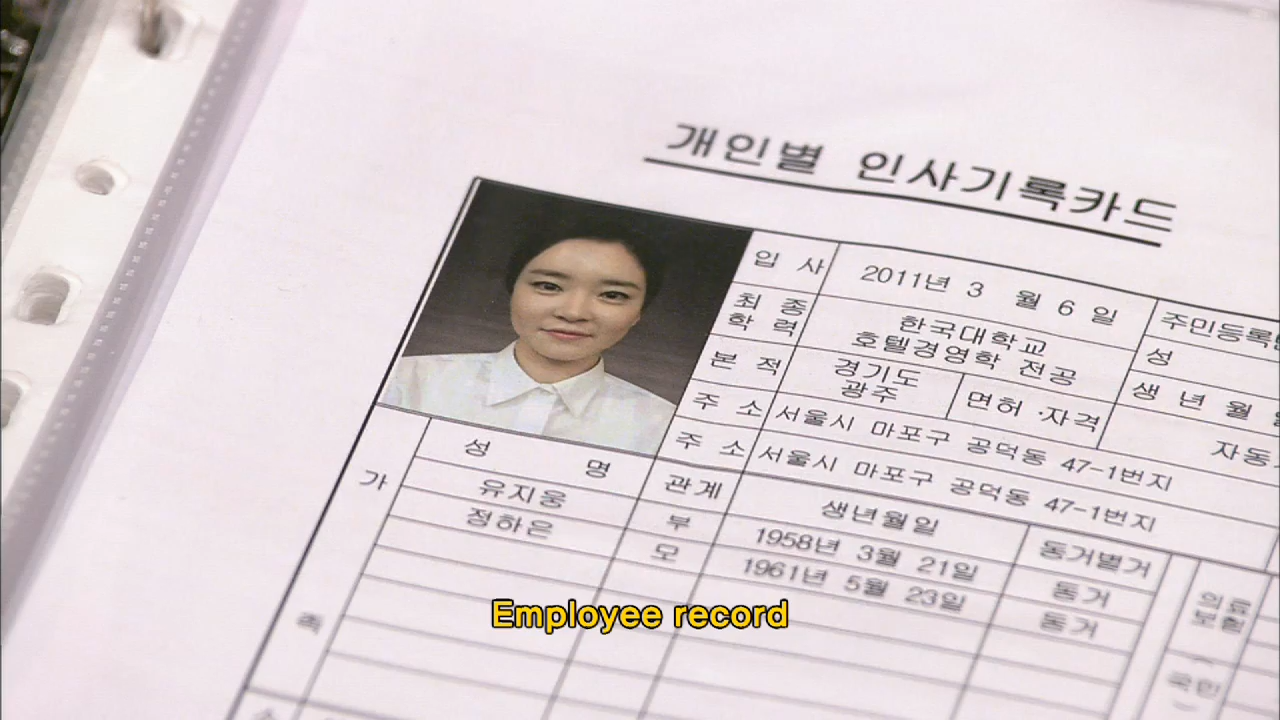 개인별 인사기록카드
입 사 2011년 3 월 6 일
최 종 학 력 한국대학교 호텔경영학 전공
주민등록
성
생 년 월
본 적 경기도 광주 면허·자격
자동
주 소 서울시 마포구 공덕동 47-1번지
주 소 서울시 마포구 공덕동 47-1번지
가 족
성 명 관계 생년월일 동거별거
유지웅 부 1958년 3월 21일 동거
정하은 모 1961년 5월 23일 동거
의료 보험
국민
Employee record